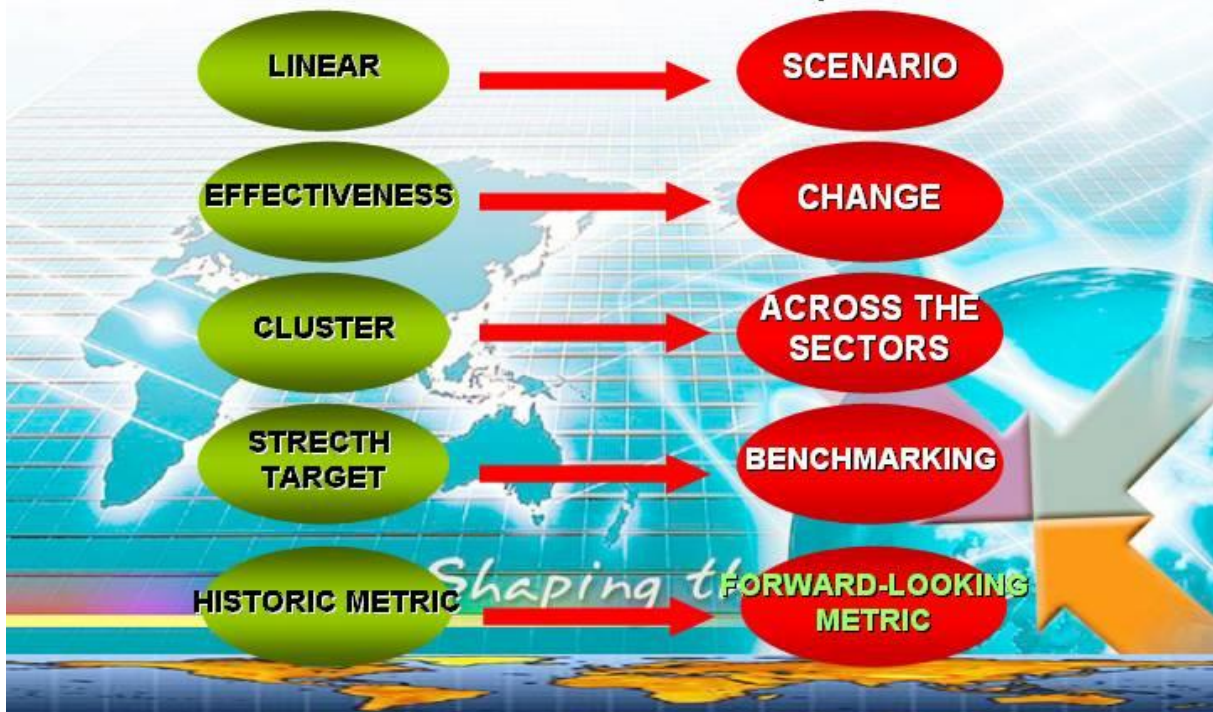 LINEAR
SCENARIO
EFFECTIVENESS
CHANGE
CLUSTER
ACROSS THE
SECTORS
STRECTH
TARGET
BENCHMARKING
Shaping
HISTORIC METRIC
FORWARD-LOOKING
METRIC